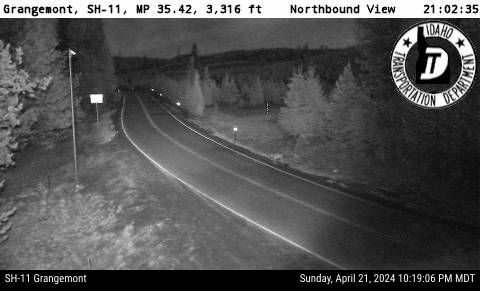 Grangemont, SH-11, MP 35.42, 3,316 ft Northbound View 21:02:35
IDAHO
TRANSPORTATION DEPARTMENT
SH-11 Grangemont Sunday, April 21, 2024 10:19:06 PM MDT